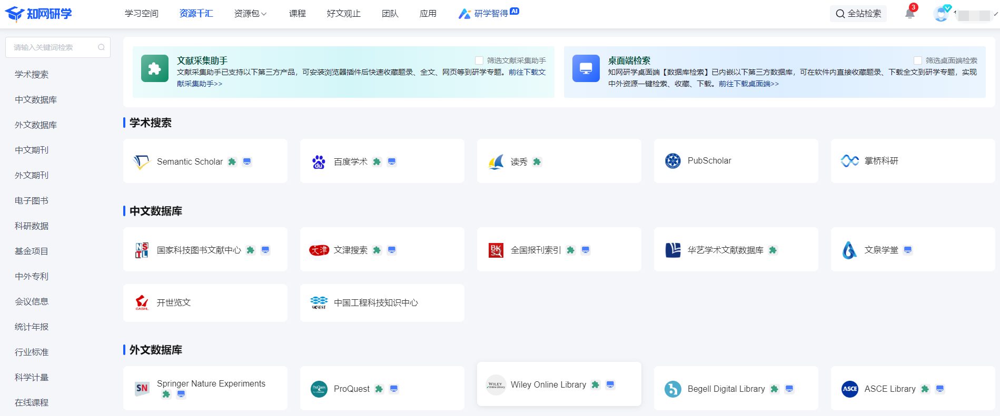 知网研学
学习空间
资源千汇
资源包
课程
好文观止
团队
应用
研学智得AI
全站检索
3
请输入关键词检索
学术搜索
中文数据库
外文数据库
中文期刊
外文期刊
电子图书
科研数据
基金项目
中外专利
会议信息
统计年报
行业标准
科学计量
在线课程
文献采集助手
筛选文献采集助手
文献采集助手已支持以下第三方产品，可安装浏览器插件后快速收藏题录、全文、网页等到研学专题。前往下载文
献采集助手>>
桌面端检索
筛选桌面端检索
知网研学桌面端【数据库检索】已内嵌以下第三方数据库，可在软件内直接收藏题录、下载全文到研学专题，实现
中外资源一键检索、收藏、下载。前往下载桌面端>>
学术搜索
Semantic Scholar
du
百度学术
读秀
PubScholar
掌桥科研
中文数据库
NS
TL
国家科技图书文献中心
文津
文津搜索
BK
全国报刊索引
华艺学术文献数据库
文泉学堂
CASHL
开世览文
CKCEST
中国工程科技知识中心
外文数据库
SN
Springer Nature Experiments
ProQuest
ProQuest
WILEY
Online Library
Wiley Online Library
Begell Digital Library
ASCE
ASCE Library